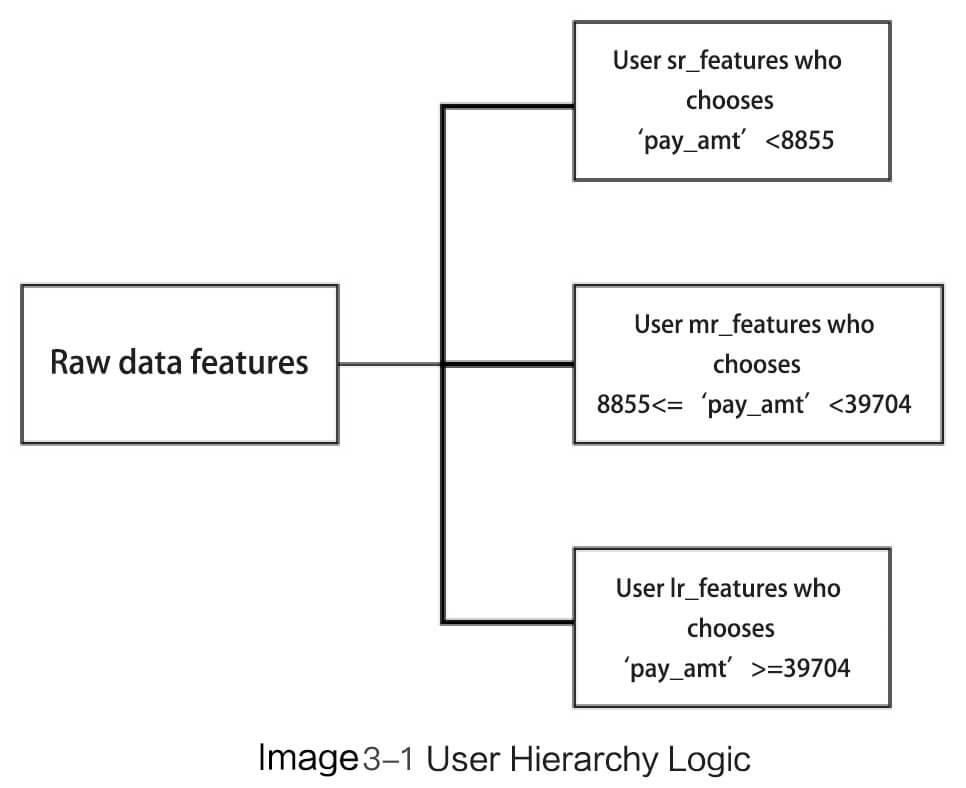 User sr_features who
chooses
‘pay_amt’ <8855
Raw data features
User mr_features who
chooses
8855<= ‘pay_amt’ <39704
User lr_features who
chooses
‘pay_amt’ >=39704
Image3–1 User Hierarchy Logic